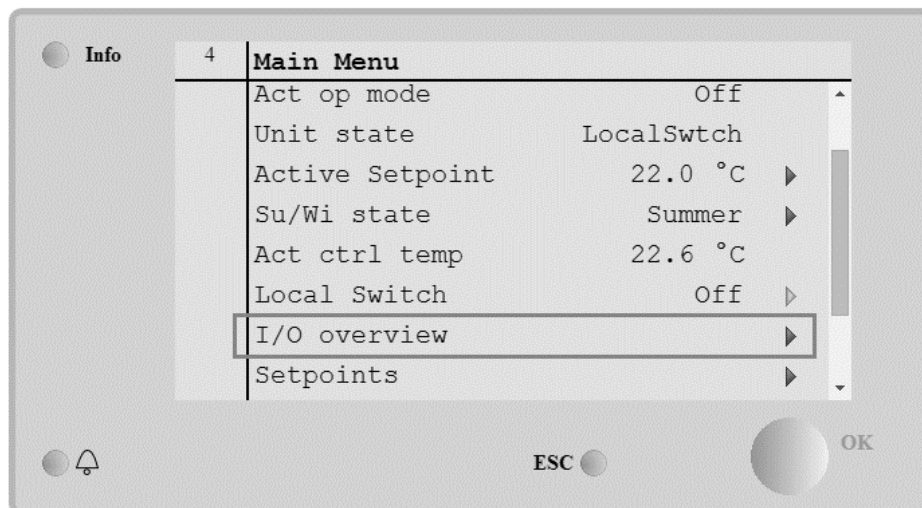 Info
4 Main Menu
Act op mode Off
Unit state LocalSwtch
Active Setpoint 22.0 °C
Su/Wi state Summer
Act ctrl temp 22.6 °C
Local Switch Off
I/O overview
Setpoints
ESC
OK